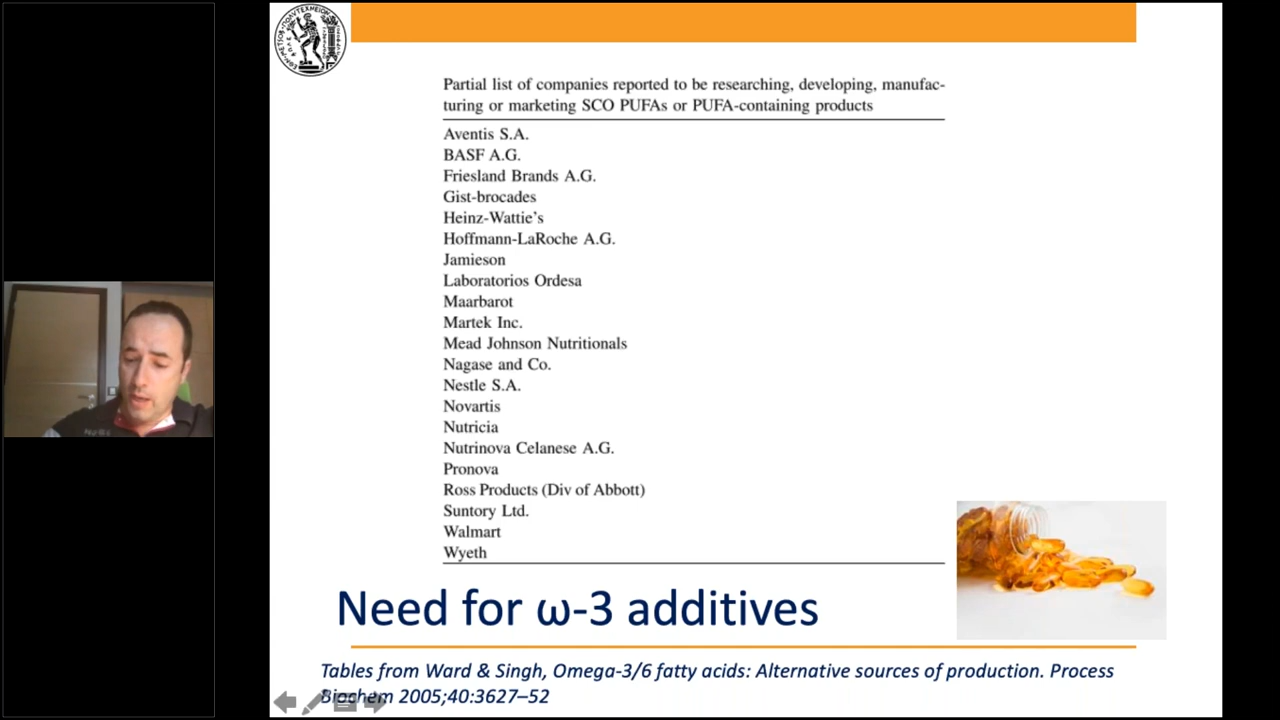 Partial list of companies reported to be researching, developing, manufac-
turing or marketing SCO PUFAs or PUFA-containing products
Aventis S.A.
BASF A.G.
Friesland Brands A.G.
Gist-brocades
Heinz-Wattie's
Hoffmann-LaRoche A.G.
Jamieson
Laboratorios Ordesa
Maarbarot
Martek Inc.
Mead Johnson Nutritionals
Nagase and Co.
Nestle S.A.
Novartis
Nutricia
Nutrinova Celanese A.G.
Pronova
Ross Products (Div of Abbott)
Suntory Ltd.
Walmart
Wyeth
Need for ω-3 additives
Tables from Ward & Singh, Omega-3/6 fatty acids: Alternative sources of production. Process
Biochem 2005;40:3627–52